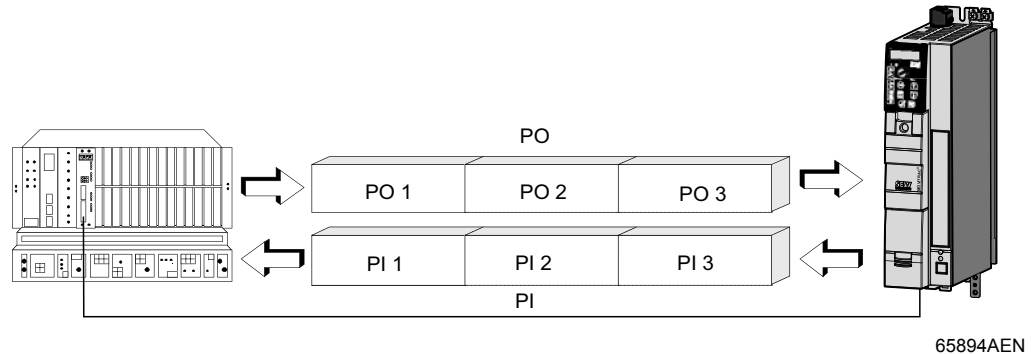 PO
PO 1 PO 2 PO 3
PI 1 PI 2 PI 3
PI
65894AEN